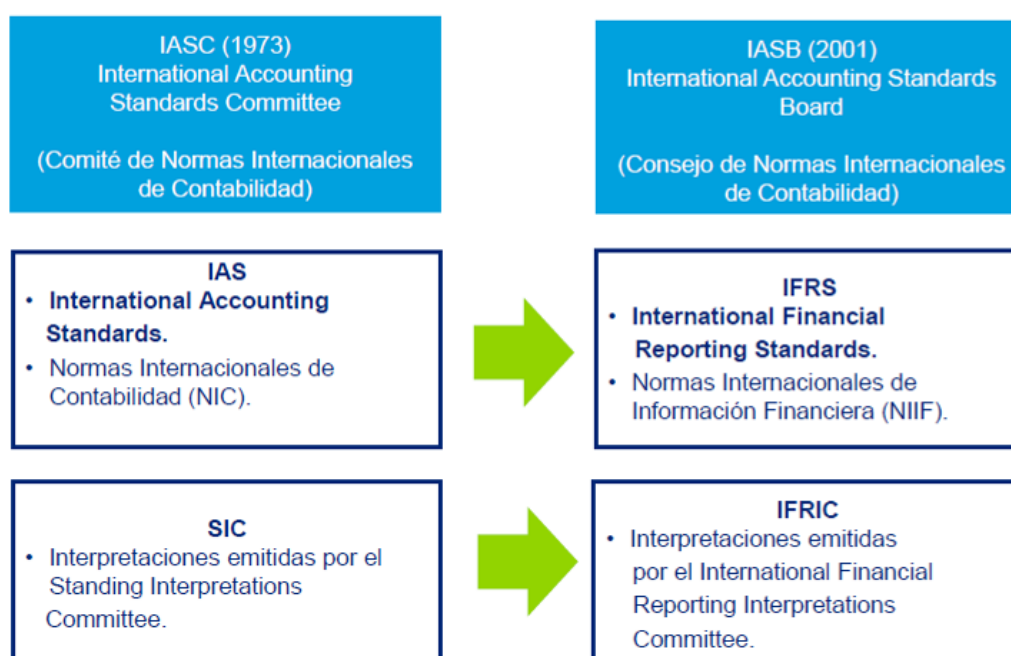 IASC (1973)
International Accounting
Standards Committee
(Comité de Normas Internacionales
de Contabilidad)
IASB (2001)
International Accounting Standards
Board
(Consejo de Normas Internacionales
de Contabilidad)
IAS
• International Accounting
Standards.
• Normas Internacionales de
Contabilidad (NIC).
IFRS
• International Financial
Reporting Standards.
• Normas Internacionales de
Información Financiera (NIIF).
SIC
• Interpretaciones emitidas por el
Standing Interpretations
Committee.
IFRIC
• Interpretaciones emitidas
por el International Financial
Reporting Interpretations
Committee.